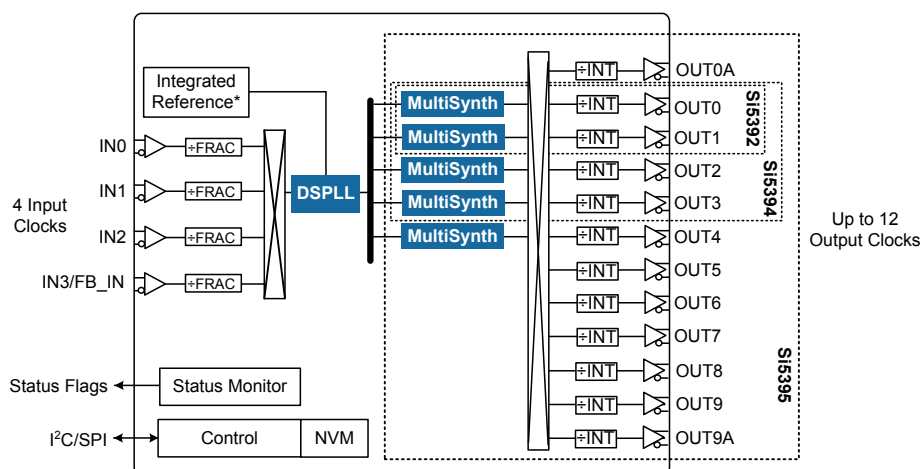 Integrated
Reference*
IN0
÷FRAC
IN1
÷FRAC
IN2
÷FRAC
IN3/FB_IN
÷FRAC
4 Input
Clocks
DSPLL
MultiSynth
MultiSynth
MultiSynth
MultiSynth
MultiSynth
÷INT
OUT0A
÷INT
OUT0
÷INT
OUT1
÷INT
OUT2
÷INT
OUT3
÷INT
OUT4
÷INT
OUT5
÷INT
OUT6
÷INT
OUT7
÷INT
OUT8
÷INT
OUT9
÷INT
OUT9A
Si5392
Si5394
Si5395
Up to 12
Output Clocks
Status Flags
Status Monitor
I²C/SPI
Control
NVM